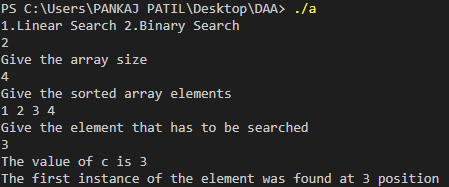 PS C:\Users\PANKAJ PATIL\Desktop\DAA> ./a
1.Linear Search 2.Binary Search
2
Give the array size
4
Give the sorted array elements
1 2 3 4
Give the element that has to be searched
3
The value of c is 3
The first instance of the element was found at 3 position